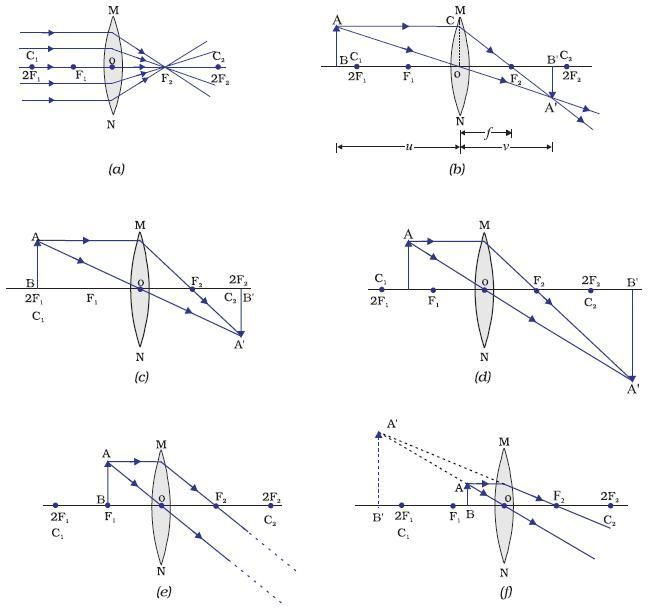 M
C₁ O C₂
2F₁ F₁ F₂ 2F₂
N
(a)
M
A C
B C₁ B' C₂
2F₁ F₁ O F₂ 2F₂
A'
N
f
u v
(b)
M
A
B O F₂ 2F₂
2F₁ F₁ C₂ B'
C₁
A'
N
(c)
M
A
C₁ O F₂ 2F₂ B'
2F₁ F₁ C₂
N
A'
(d)
M
A
B O F₂ 2F₂
2F₁ F₁ C₂
C₁
N
(e)
A'
M
A
O F₂ 2F₂
B' 2F₁ F₁ B C₂
C₁
N
(f)